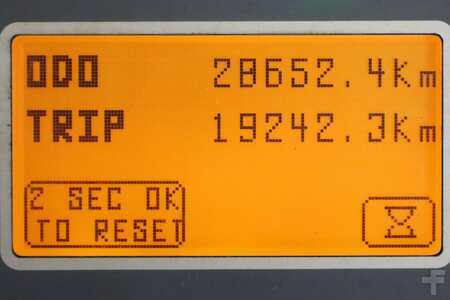 ODO 28652.4Km
TRIP 19242.3Km
2 SEC OK
TO RESET